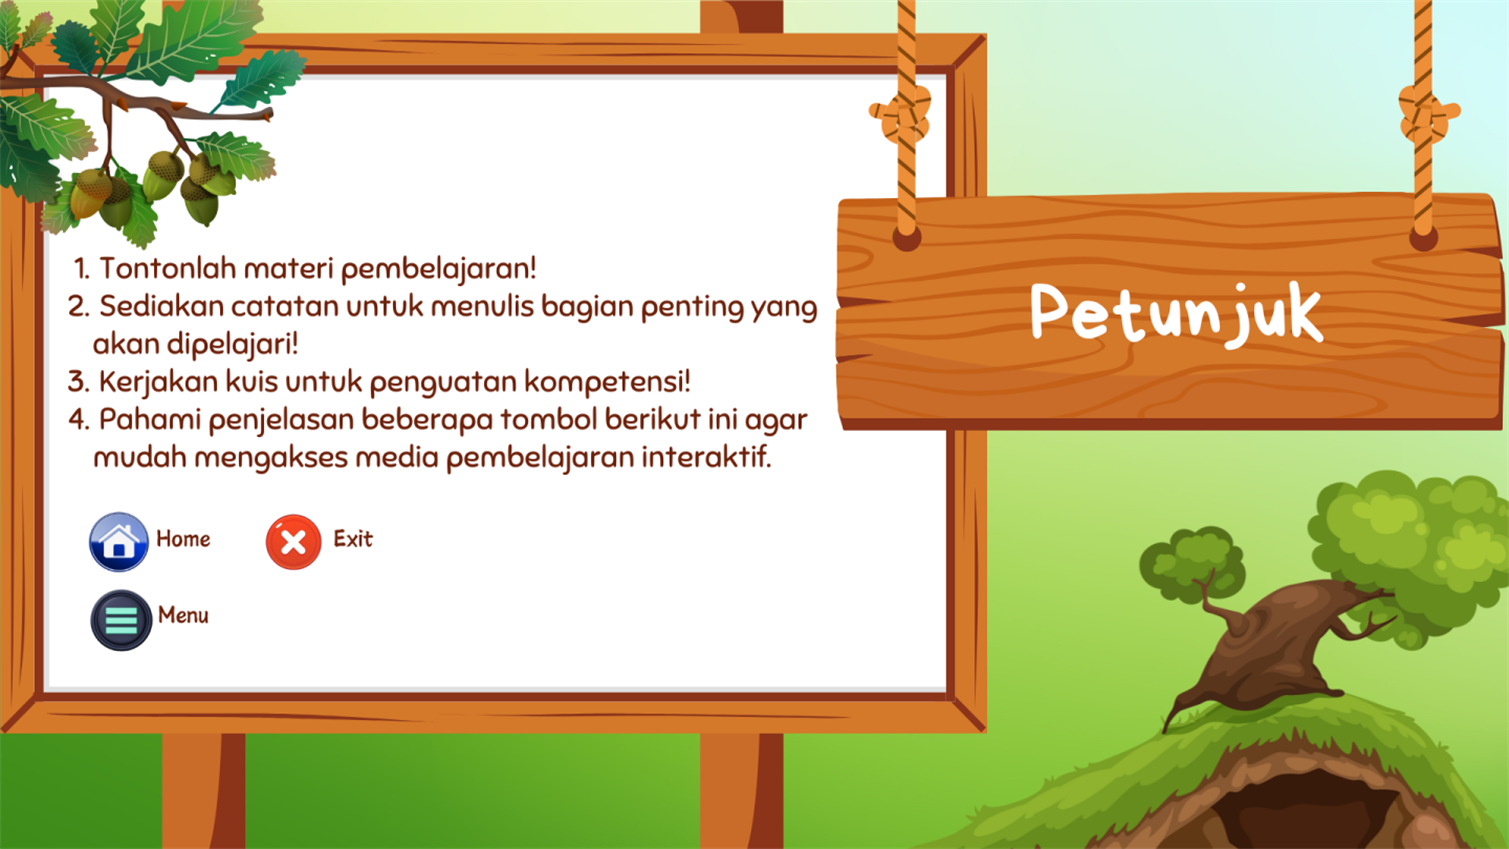 1. Tontonlah materi pembelajaran!
2. Sediakan catatan untuk menulis bagian penting yang
akan dipelajari!
3. Kerjakan kuis untuk penguatan kompetensi!
4. Pahami penjelasan beberapa tombol berikut ini agar
mudah mengakses media pembelajaran interaktif.
Home
Exit
Menu
Petunjuk